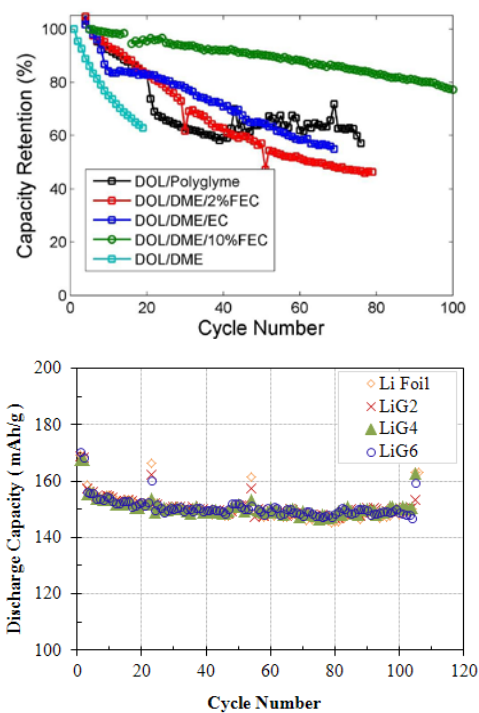 100
80
60
40
20
0
Capacity Retention (%)
DOL/Polyglyme
DOL/DME/2%FEC
DOL/DME/EC
DOL/DME/10%FEC
DOL/DME
0 20 40 60 80 100
Cycle Number
200
180
160
140
120
100
Discharge Capacity ( mAh/g )
Li Foil
LiG2
LiG4
LiG6
0 20 40 60 80 100 120
Cycle Number